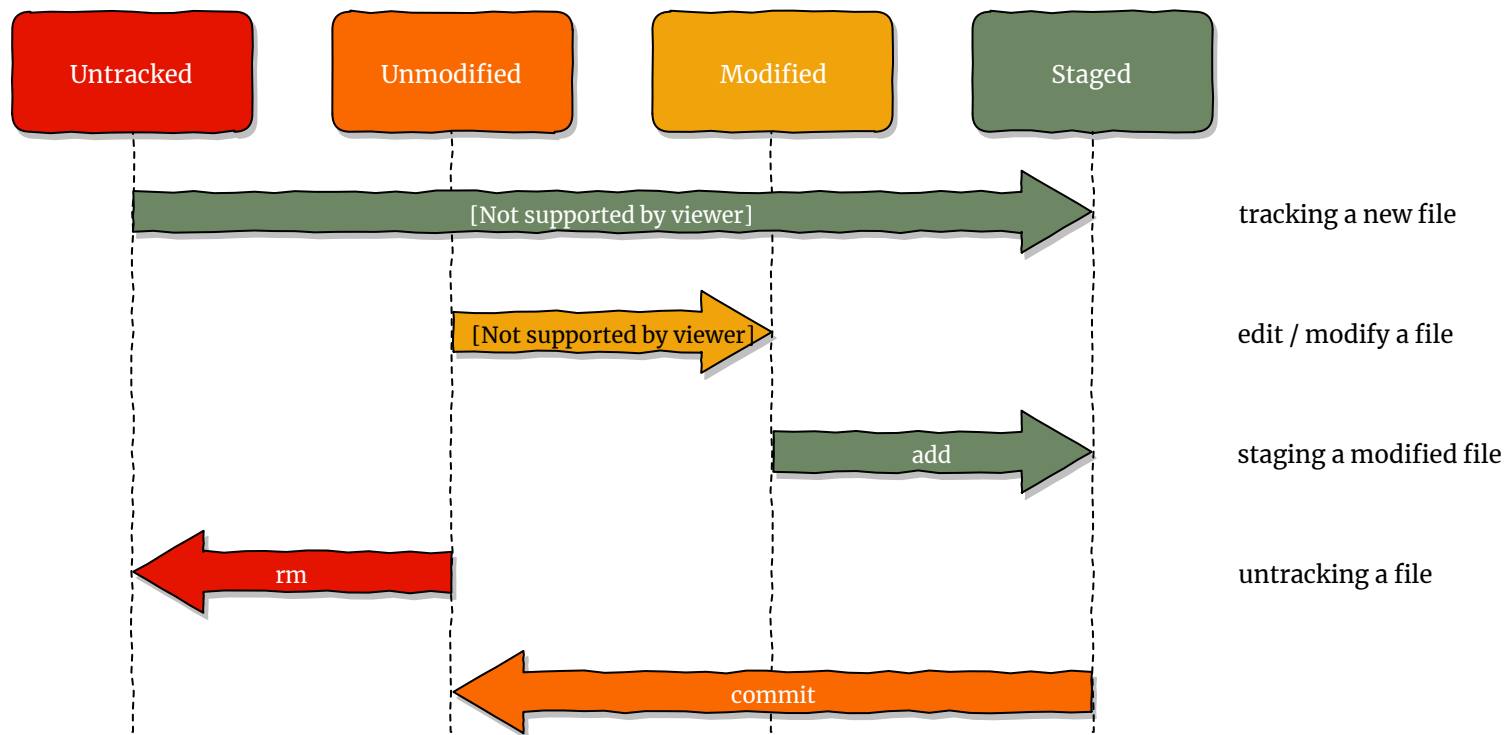 Untracked
Unmodified
Modified
Staged
[Not supported by viewer]
tracking a new file
[Not supported by viewer]
edit / modify a file
add
staging a modified file
rm
untracking a file
commit